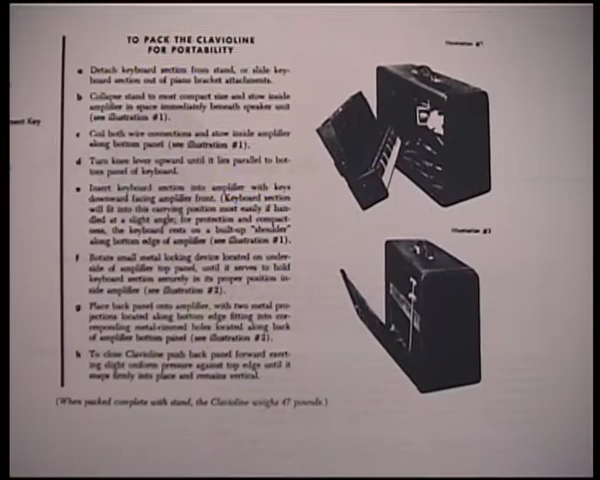 TO PACK THE CLAVIOLINE
FOR PORTABILITY
a Detach keyboard section from stand, or slide key-
board section out of piano bracket attachments.
b Collapse stand to most compact size and stow inside
amplifier in space immediately beneath speaker unit
(see illustration #1).
c Coil both wire connections and stow inside amplifier
along bottom panel (see illustration #1).
d Turn knee lever upward until it lies parallel to bot-
tom panel of keyboard.
e Insert keyboard section into amplifier with keys
downward facing amplifier front. (Keyboard section
will fit into this carrying position most easily if han-
dled at a slight angle; for protection and compact-
ness, the keyboard rests on a built-up "shoulder"
along bottom edge of amplifier (see illustration #1).
f Rotate small metal locking device located on under-
side of amplifier top panel, until it serves to hold
keyboard section securely in its proper position in-
side amplifier (see illustration #2).
g Place back panel onto amplifier, with two metal pro-
jections located along bottom edge fitting into cor-
responding metal-rimmed holes located along back
of amplifier bottom panel (see illustration #2).
h To close Clavioline push back panel forward exert-
ing slight uniform pressure against top edge until it
snaps firmly into place and remains vertical.
(When packed complete with stand, the Clavioline weighs 47 pounds.)
Illustration #1
Illustration #2
Key